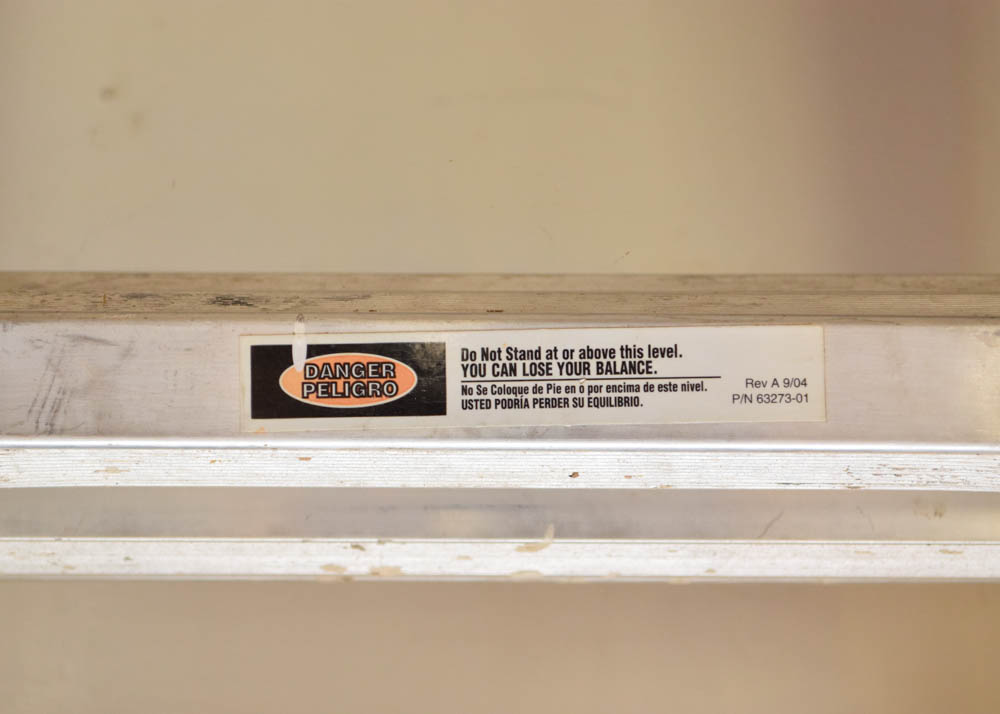 DANGER
PELIGRO
Do Not Stand at or above this level.
YOU CAN LOSE YOUR BALANCE.
No Se Coloque de Pie en o por encima de este nivel.
USTED PODRÍA PERDER SU EQUILIBRIO.
Rev A 9/04
P/N 63273-01